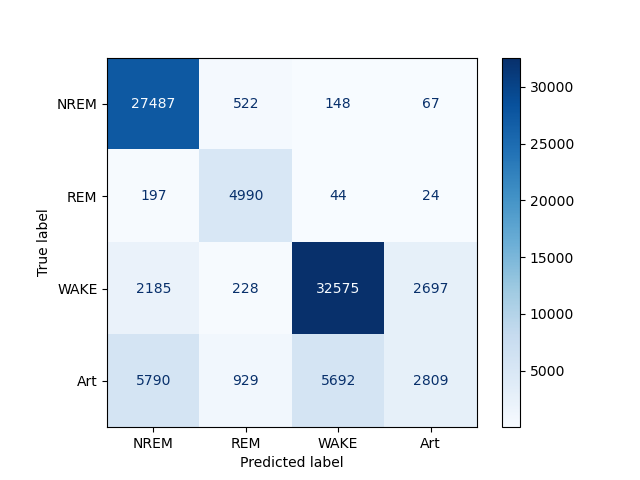 NREM 27487 522 148 67
REM 197 4990 44 24
WAKE 2185 228 32575 2697
Art 5790 929 5692 2809
NREM REM WAKE Art
Predicted label
True label
30000
25000
20000
15000
10000
5000